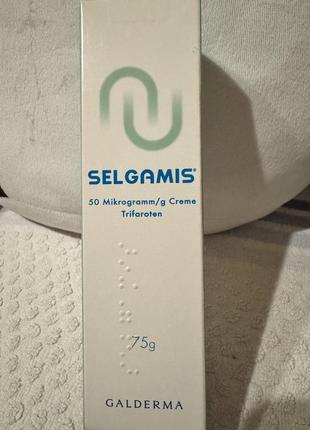 SELGAMIS®
50 Mikrogramm/g Creme
Trifaroten
75g
GALDERMA